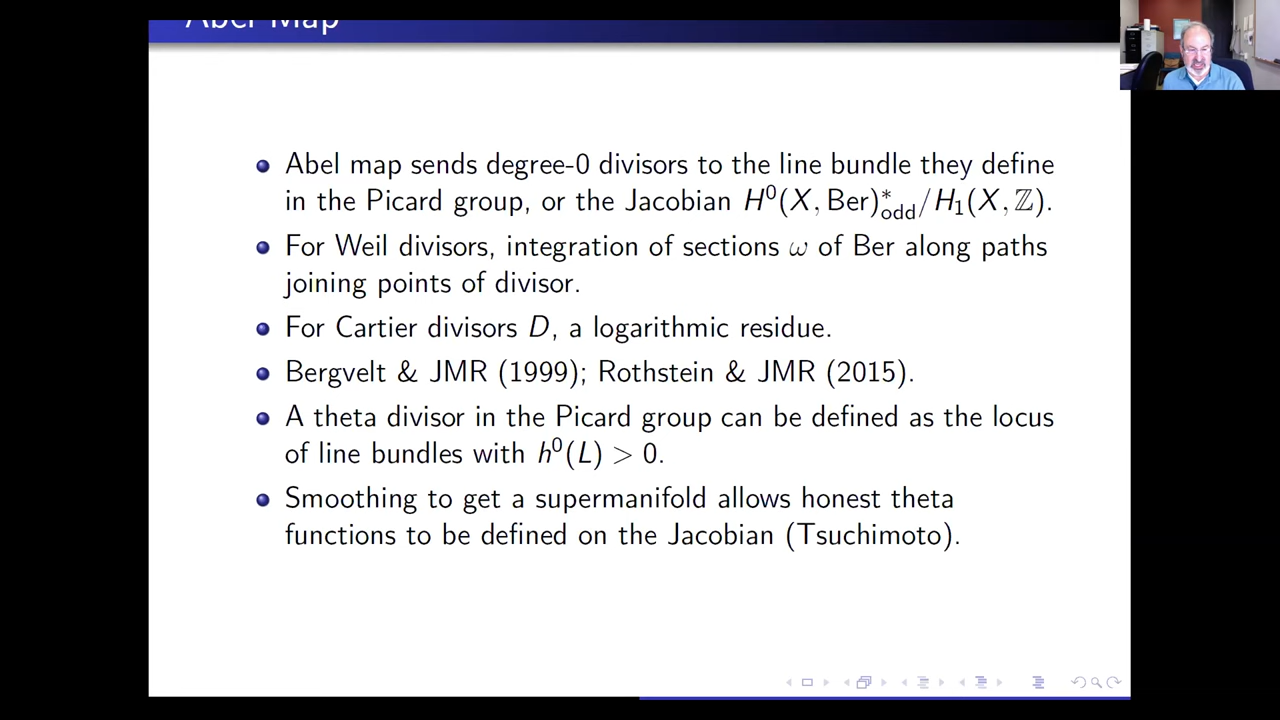 Abel Map
Abel map sends degree-0 divisors to the line bundle they define
in the Picard group, or the Jacobian H⁰(X, Ber)*_odd/H₁(X, ℤ).
For Weil divisors, integration of sections ω of Ber along paths
joining points of divisor.
For Cartier divisors D, a logarithmic residue.
Bergvelt & JMR (1999); Rothstein & JMR (2015).
A theta divisor in the Picard group can be defined as the locus
of line bundles with h⁰(L) > 0.
Smoothing to get a supermanifold allows honest theta
functions to be defined on the Jacobian (Tsuchimoto).